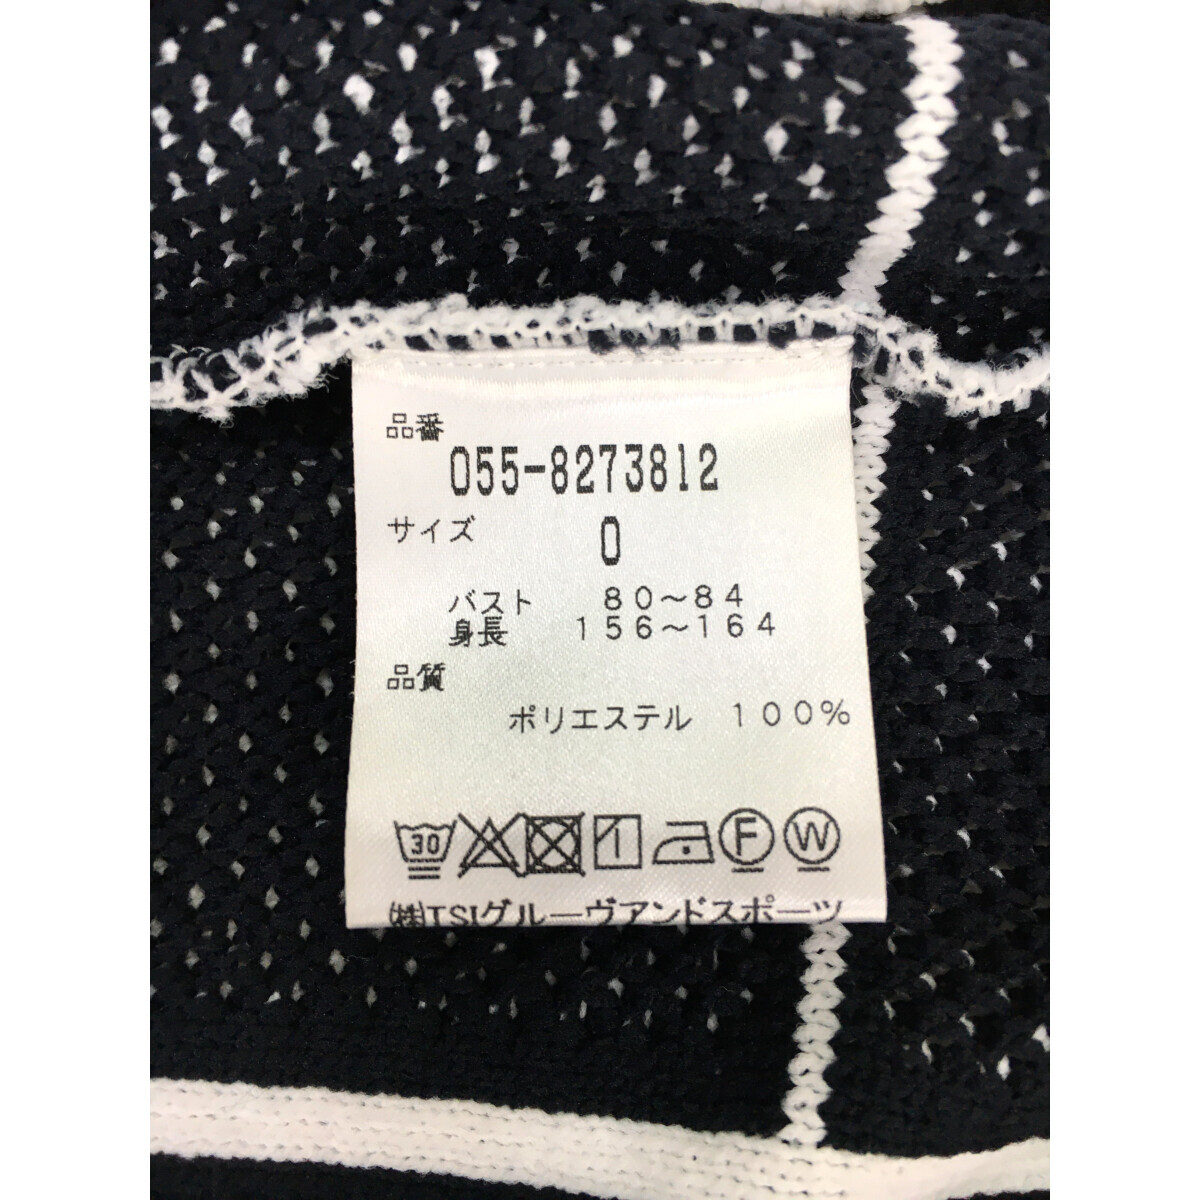 品番
055-8273812
サイズ 0
バスト 80～84
身長 156～164
品質
ポリエステル 100%
30 F W
(株)TSIグルーヴアンドスポーツ